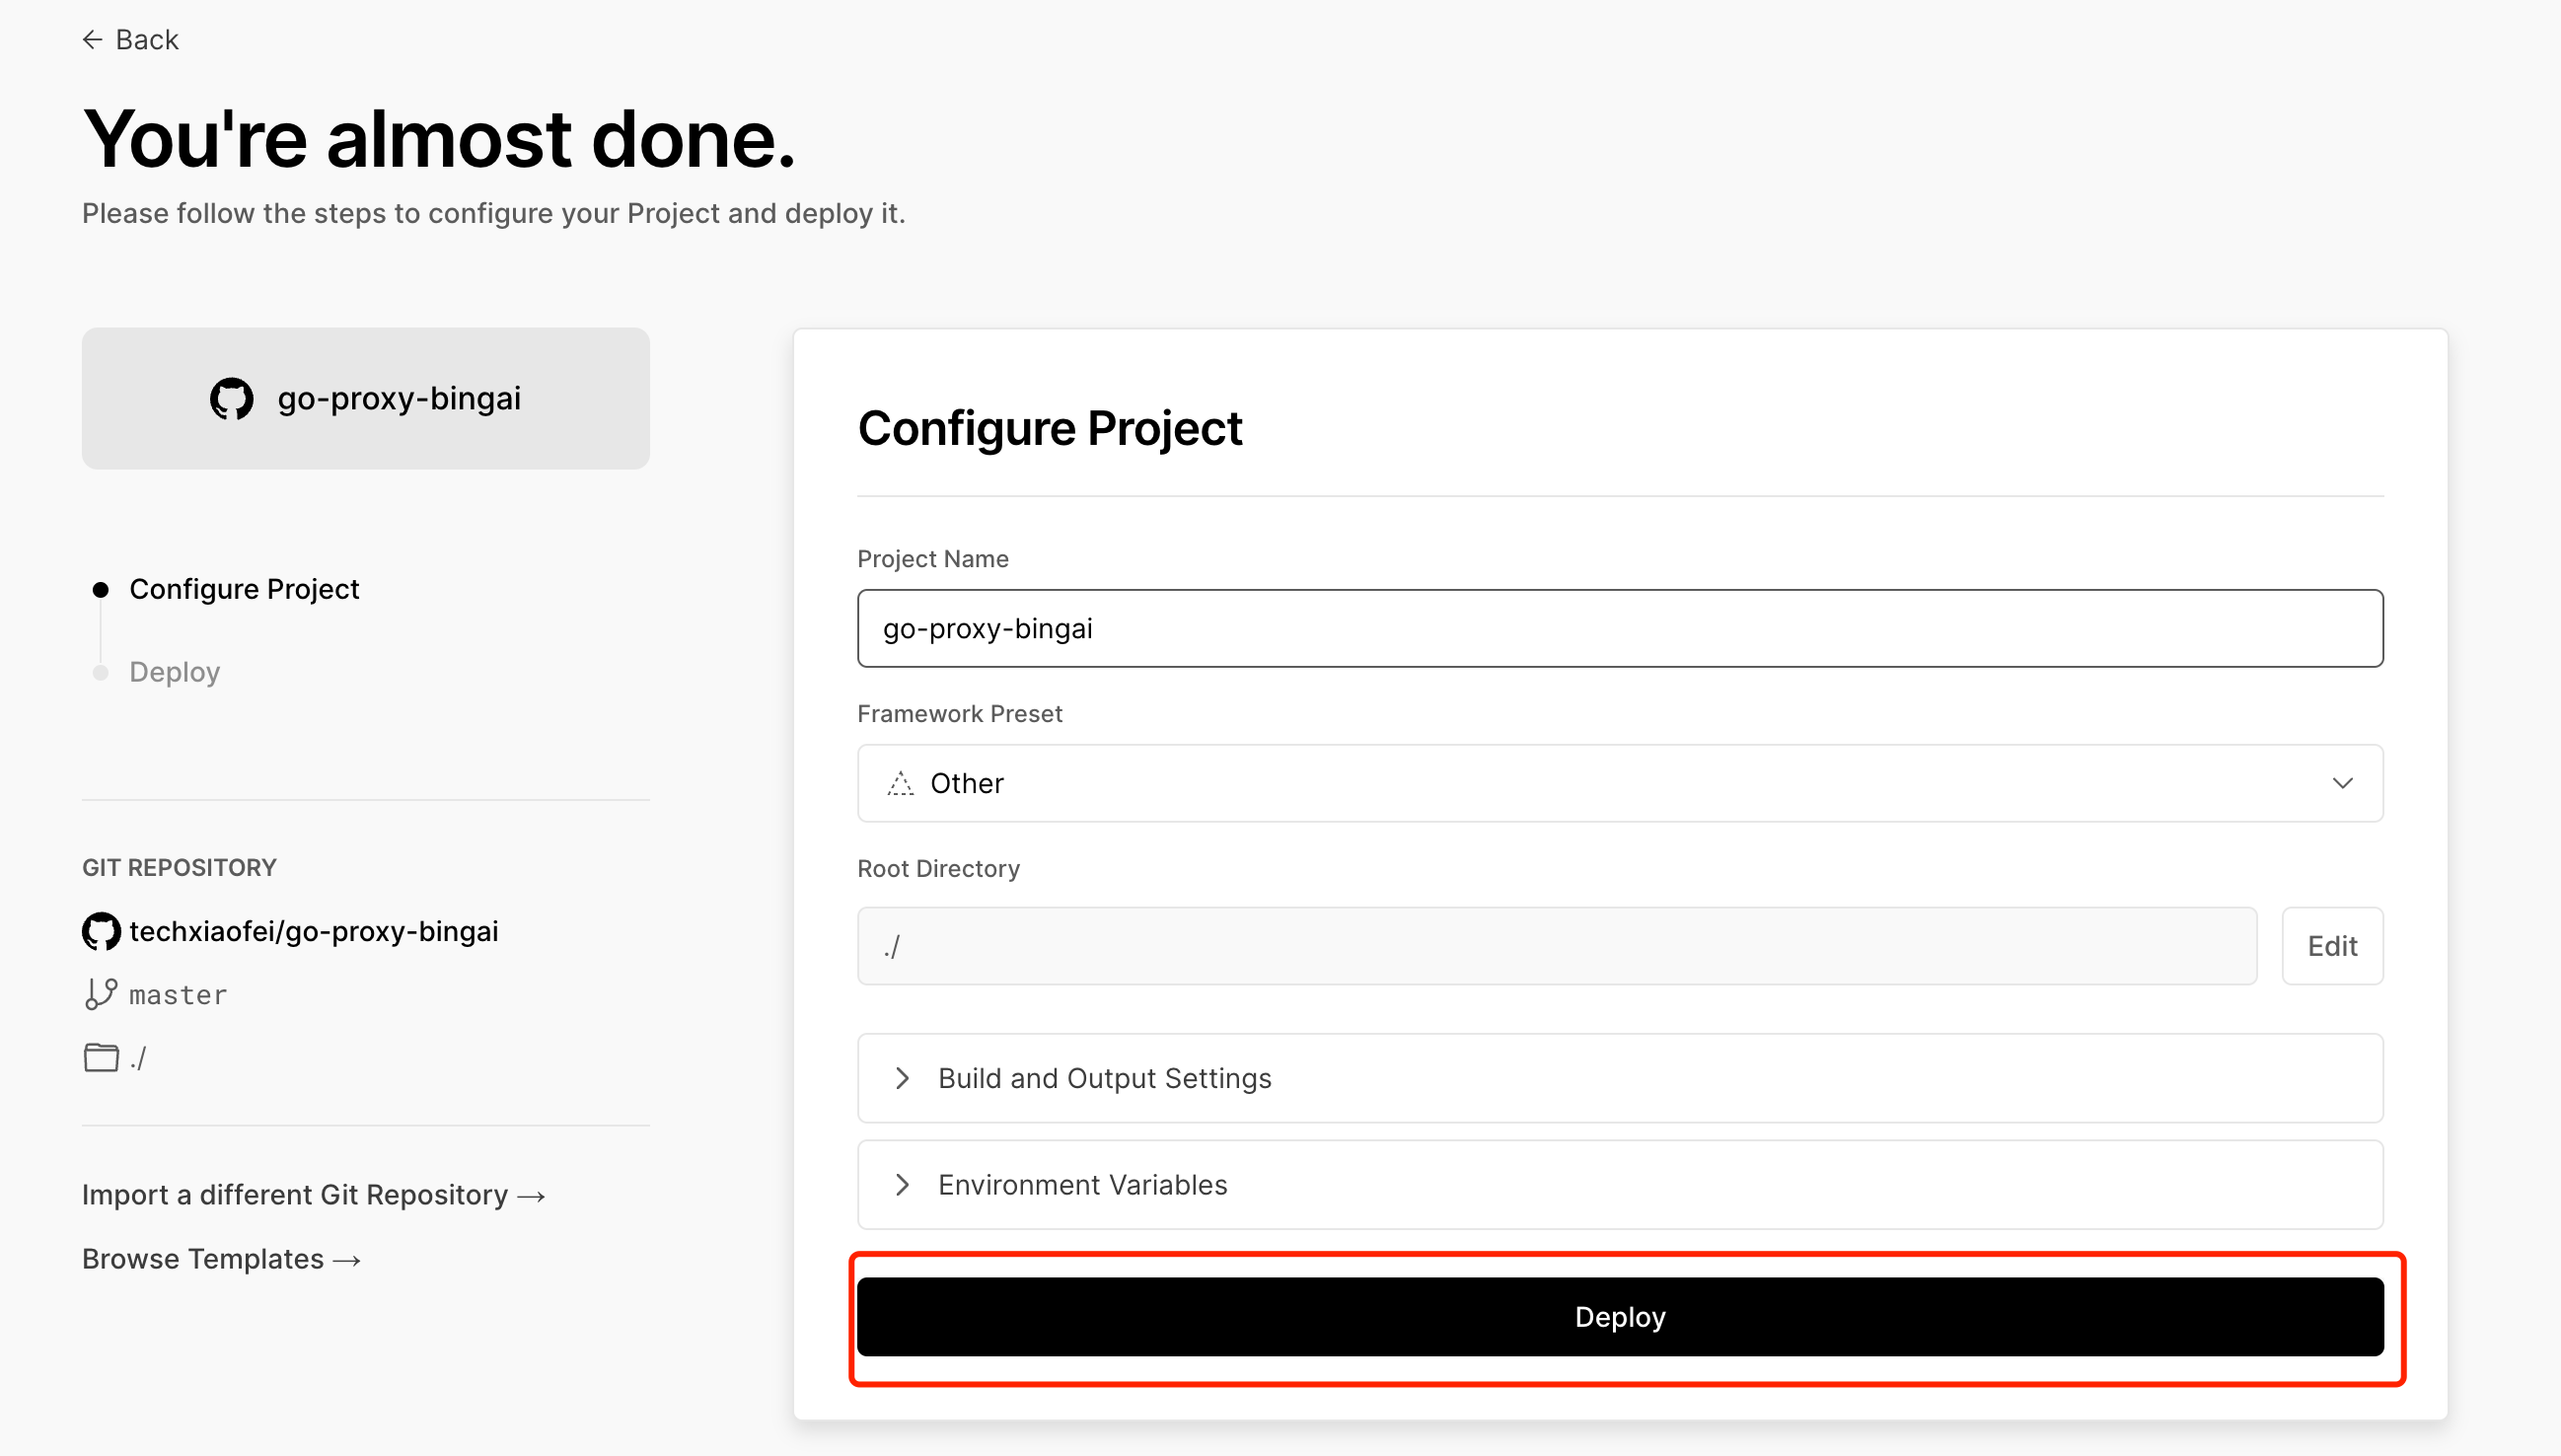 ← Back
You're almost done.
Please follow the steps to configure your Project and deploy it.
go-proxy-bingai
Configure Project
Deploy
GIT REPOSITORY
techxiaofei/go-proxy-bingai
master
./
Import a different Git Repository →
Browse Templates →
Configure Project
Project Name
go-proxy-bingai
Framework Preset
Other
Root Directory
./
Edit
Build and Output Settings
Environment Variables
Deploy